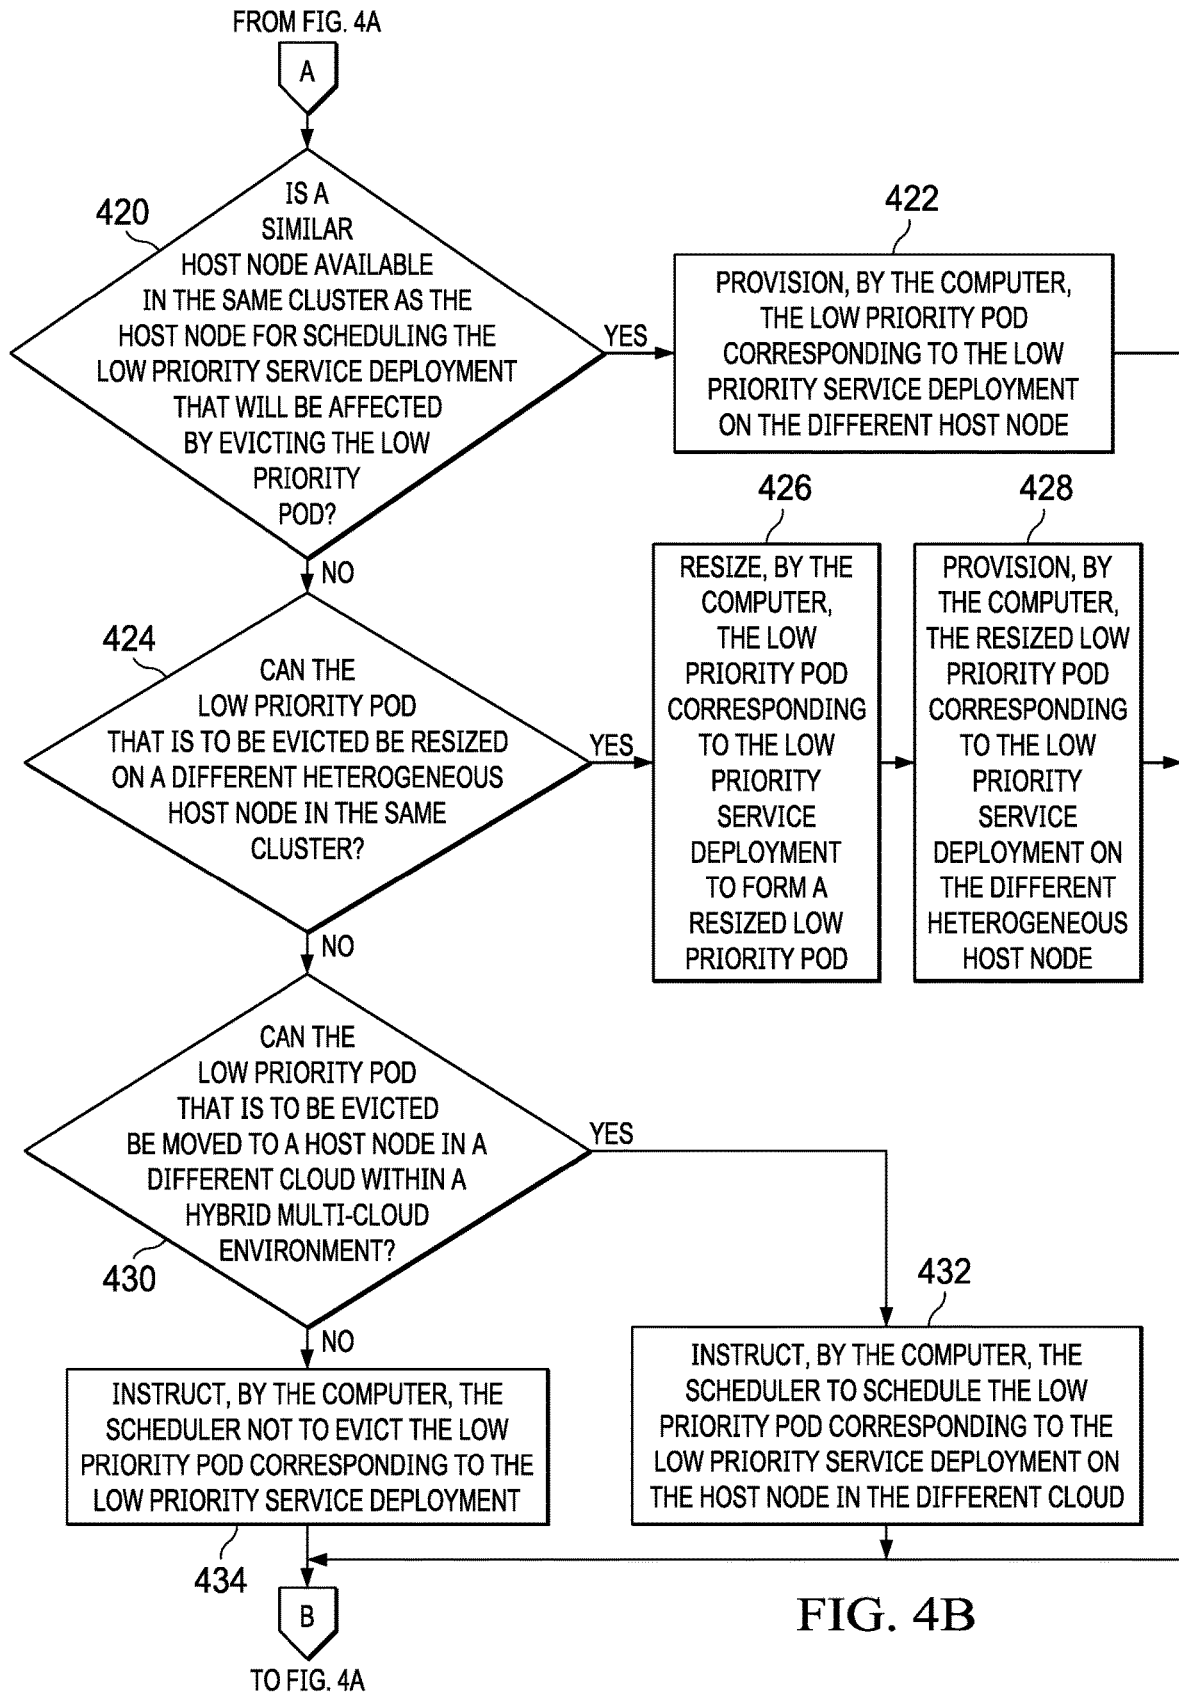 FROM FIG. 4A
A
420
IS A
SIMILAR
HOST NODE AVAILABLE
IN THE SAME CLUSTER AS THE
HOST NODE FOR SCHEDULING THE
LOW PRIORITY SERVICE DEPLOYMENT
THAT WILL BE AFFECTED
BY EVICTING THE LOW
PRIORITY
POD?
YES
422
PROVISION, BY THE COMPUTER,
THE LOW PRIORITY POD
CORRESPONDING TO THE LOW
PRIORITY SERVICE DEPLOYMENT
ON THE DIFFERENT HOST NODE
NO
424
CAN THE
LOW PRIORITY POD
THAT IS TO BE EVICTED BE RESIZED
ON A DIFFERENT HETEROGENEOUS
HOST NODE IN THE SAME
CLUSTER?
YES
426
RESIZE, BY THE
COMPUTER,
THE LOW
PRIORITY POD
CORRESPONDING
TO THE LOW
PRIORITY
SERVICE
DEPLOYMENT
TO FORM A
RESIZED LOW
PRIORITY POD
428
PROVISION, BY
THE COMPUTER,
THE RESIZED LOW
PRIORITY POD
CORRESPONDING
TO THE LOW
PRIORITY
SERVICE
DEPLOYMENT ON
THE DIFFERENT
HETEROGENEOUS
HOST NODE
NO
CAN THE
LOW PRIORITY POD
THAT IS TO BE EVICTED
BE MOVED TO A HOST NODE IN A
DIFFERENT CLOUD WITHIN A
HYBRID MULTI-CLOUD
ENVIRONMENT?
430
YES
432
INSTRUCT, BY THE COMPUTER, THE
SCHEDULER TO SCHEDULE THE LOW
PRIORITY POD CORRESPONDING TO THE
LOW PRIORITY SERVICE DEPLOYMENT ON
THE HOST NODE IN THE DIFFERENT CLOUD
NO
INSTRUCT, BY THE COMPUTER, THE
SCHEDULER NOT TO EVICT THE LOW
PRIORITY POD CORRESPONDING TO THE
LOW PRIORITY SERVICE DEPLOYMENT
434
B
TO FIG. 4A
FIG. 4B